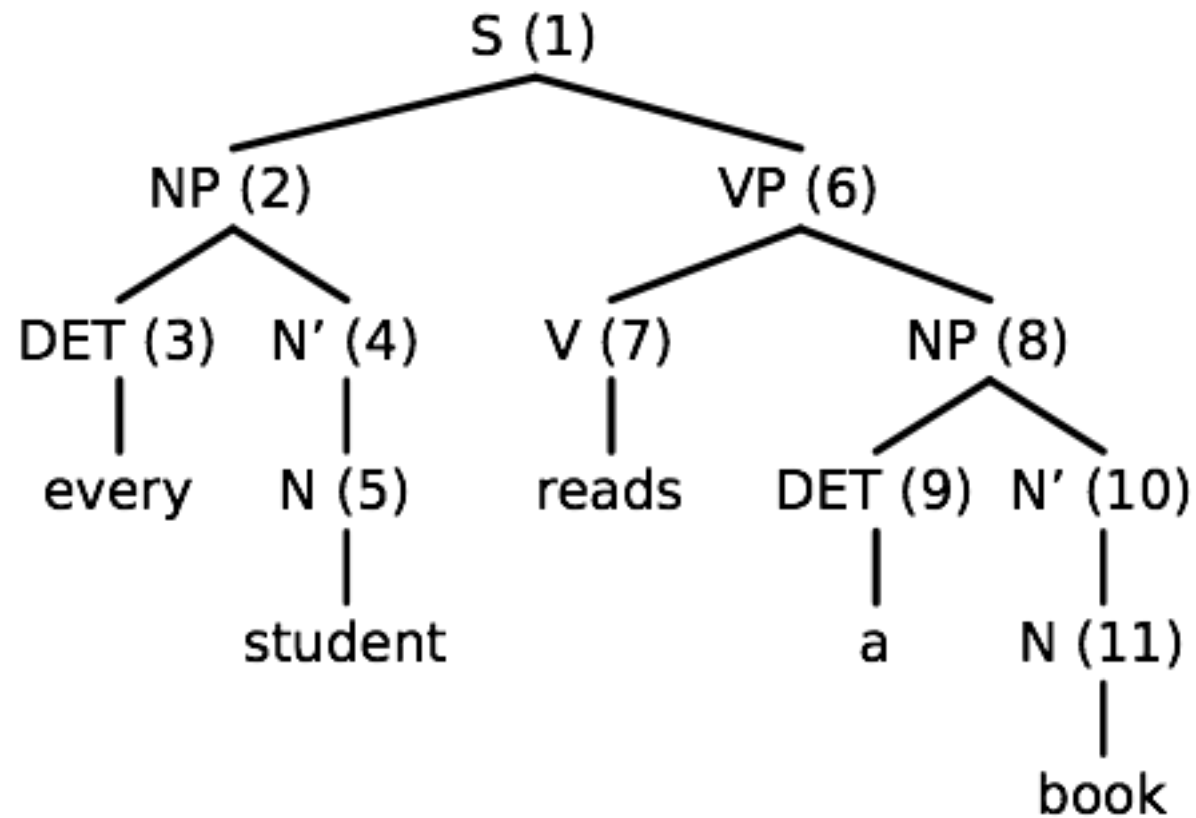 S (1)
NP (2) VP (6)
DET (3) N’ (4) V (7) NP (8)
every N (5) reads DET (9) N’ (10)
student a N (11)
book